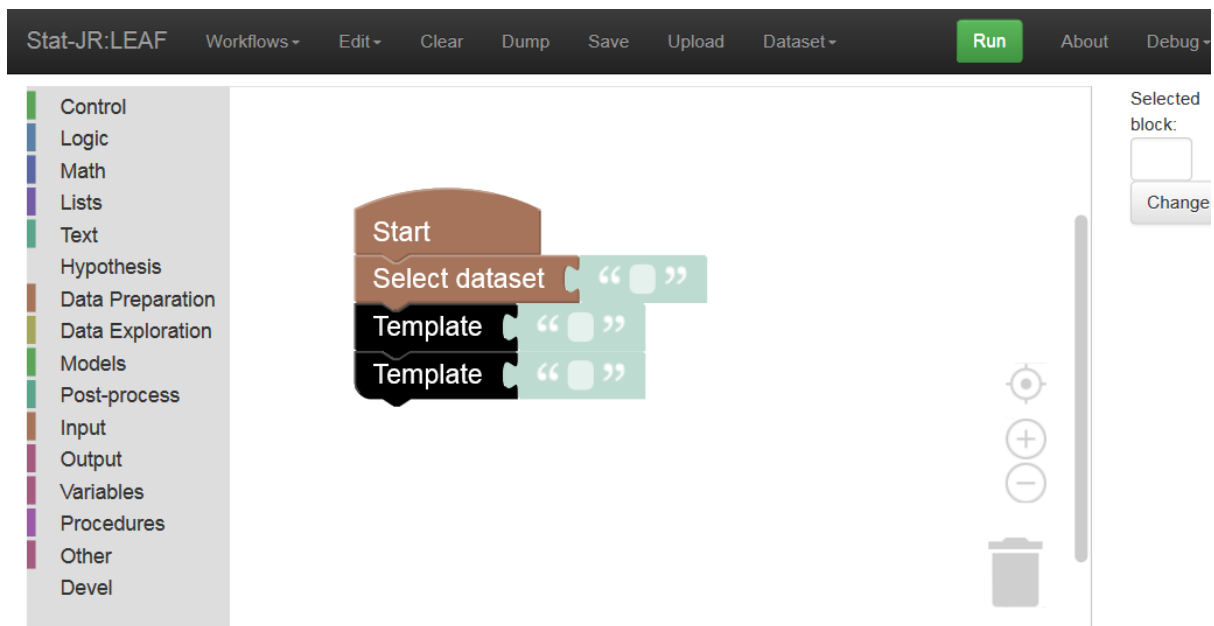 Stat-JR:LEAF Workflows Edit Clear Dump Save Upload Dataset Run About Debug
Control
Logic
Math
Lists
Text
Hypothesis
Data Preparation
Data Exploration
Models
Post-process
Input
Output
Variables
Procedures
Other
Devel
Start
Select dataset “ ”
Template “ ”
Template “ ”
Selected
block:
Change